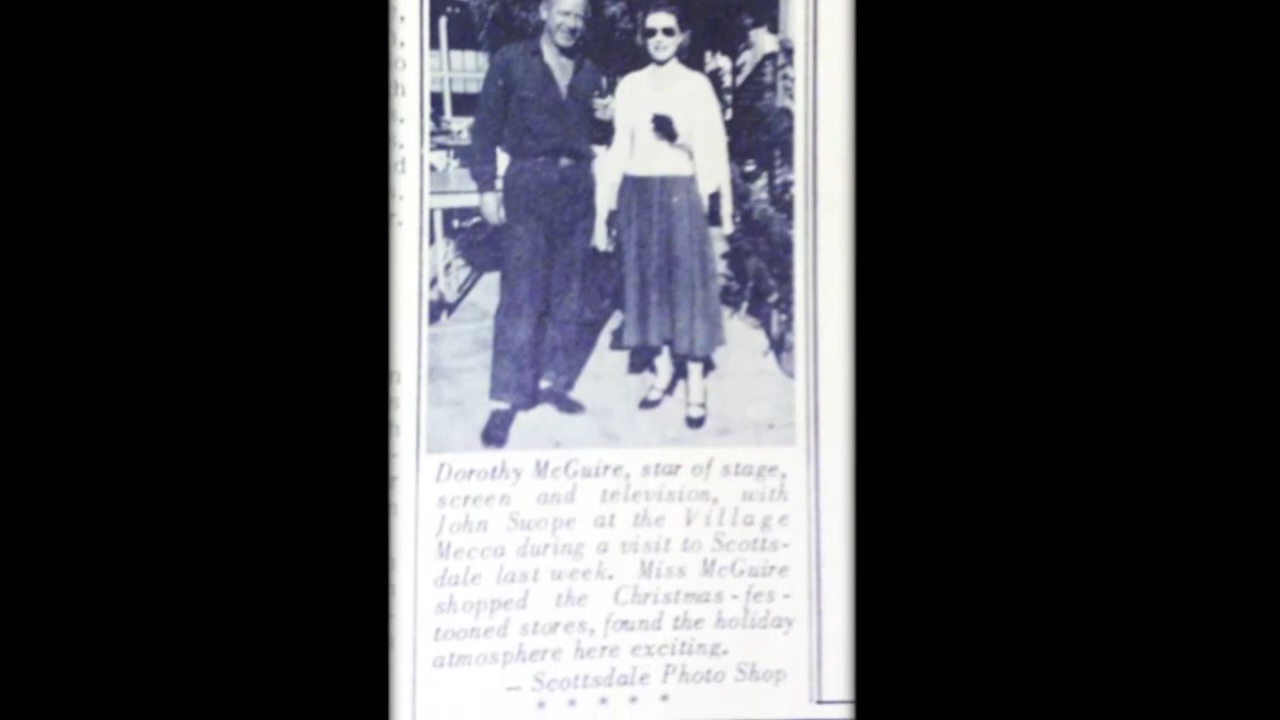 Dorothy McGuire, star of stage,
screen and television, with
John Swope at the Village
Mecca during a visit to Scotts-
dale last week. Miss McGuire
shopped the Christmas-fes-
tooned stores, found the holiday
atmosphere here exciting.
— Scottsdale Photo Shop
* * * * *